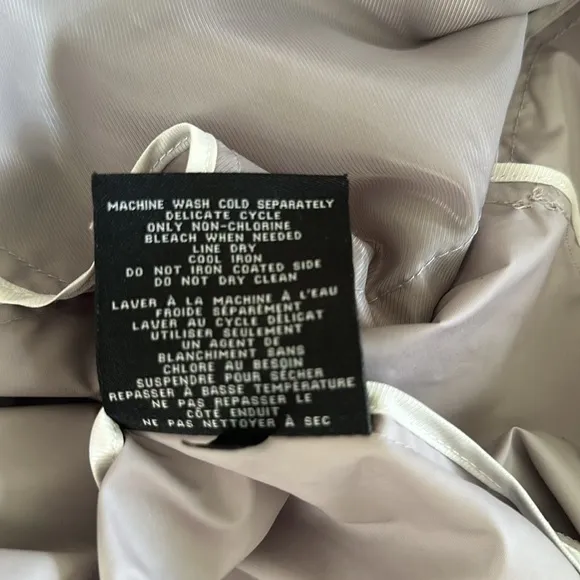 MACHINE WASH COLD SEPARATELY
DELICATE CYCLE
ONLY NON-CHLORINE
BLEACH WHEN NEEDED
LINE DRY
COOL IRON
DO NOT IRON COATED SIDE
DO NOT DRY CLEAN
LAVER À LA MACHINE À L'EAU
FROIDE SÉPARÉMENT
LAVER AU CYCLE DÉLICAT
UTILISER SEULEMENT
UN AGENT DE
BLANCHIMENT SANS
CHLORE AU BESOIN
SUSPENDRE POUR SÉCHER
REPASSER À BASSE TEMPÉRATURE
NE PAS REPASSER LE
CÔTÉ ENDUIT
NE PAS NETTOYER À SEC